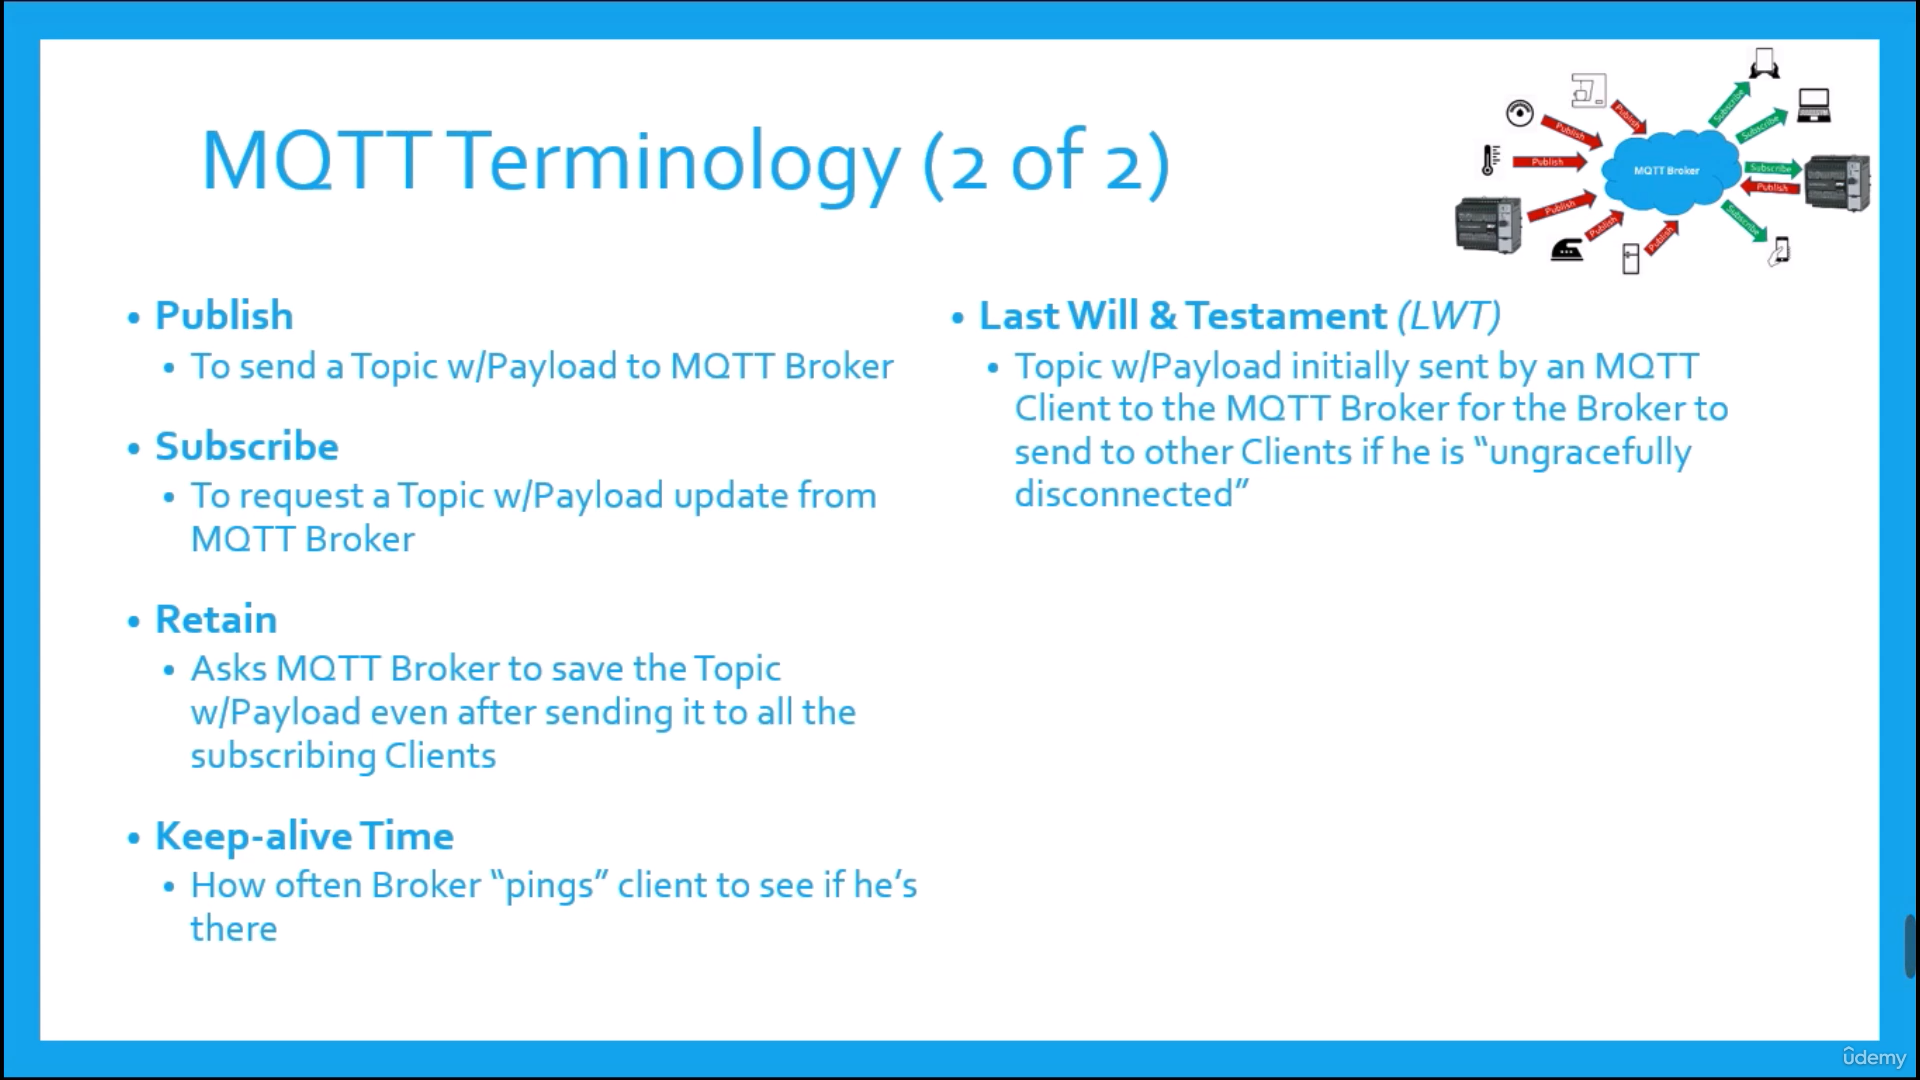 MQTT Terminology (2 of 2)
Publish
Publish
Publish
Publish
Publish
Publish
MQTT Broker
Subscribe
Subscribe
Subscribe
Publish
Subscribe
• Publish
• To send a Topic w/Payload to MQTT Broker
• Subscribe
• To request a Topic w/Payload update from
MQTT Broker
• Retain
• Asks MQTT Broker to save the Topic
w/Payload even after sending it to all the
subscribing Clients
• Keep-alive Time
• How often Broker “pings” client to see if he’s
there
• Last Will & Testament (LWT)
• Topic w/Payload initially sent by an MQTT
Client to the MQTT Broker for the Broker to
send to other Clients if he is “ungracefully
disconnected”
ûdemy